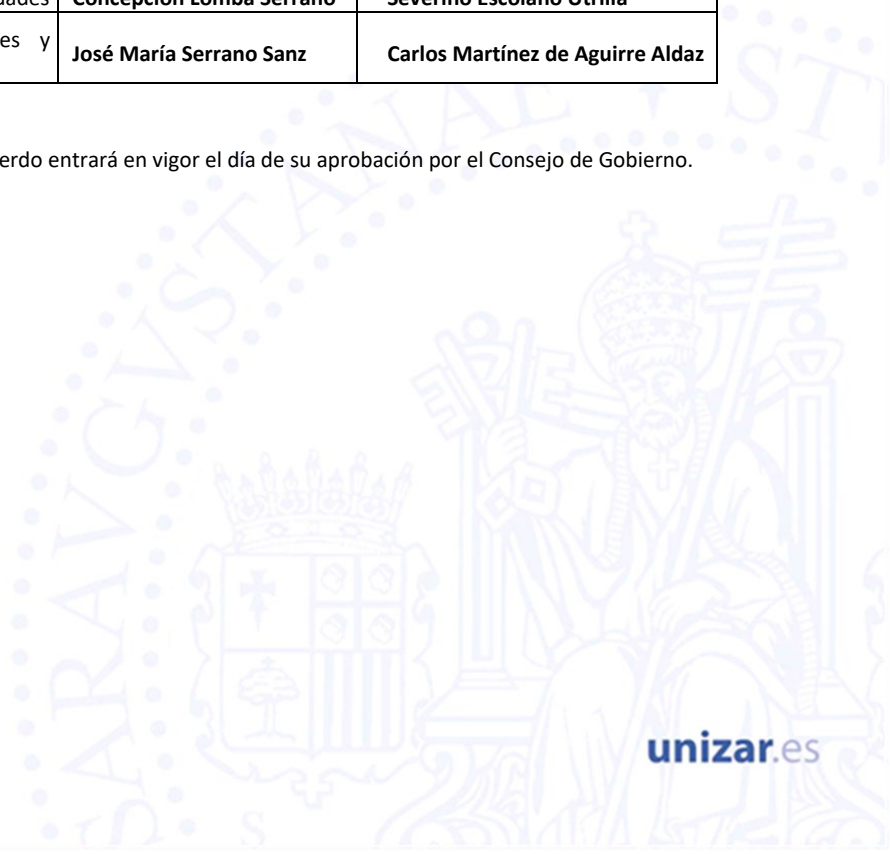 Concepción Lomba Serrano Severino Escolano Utrilla
es y
José María Serrano Sanz Carlos Martínez de Aguirre Aldaz
erdo entrará en vigor el día de su aprobación por el Consejo de Gobierno.
unizar.es